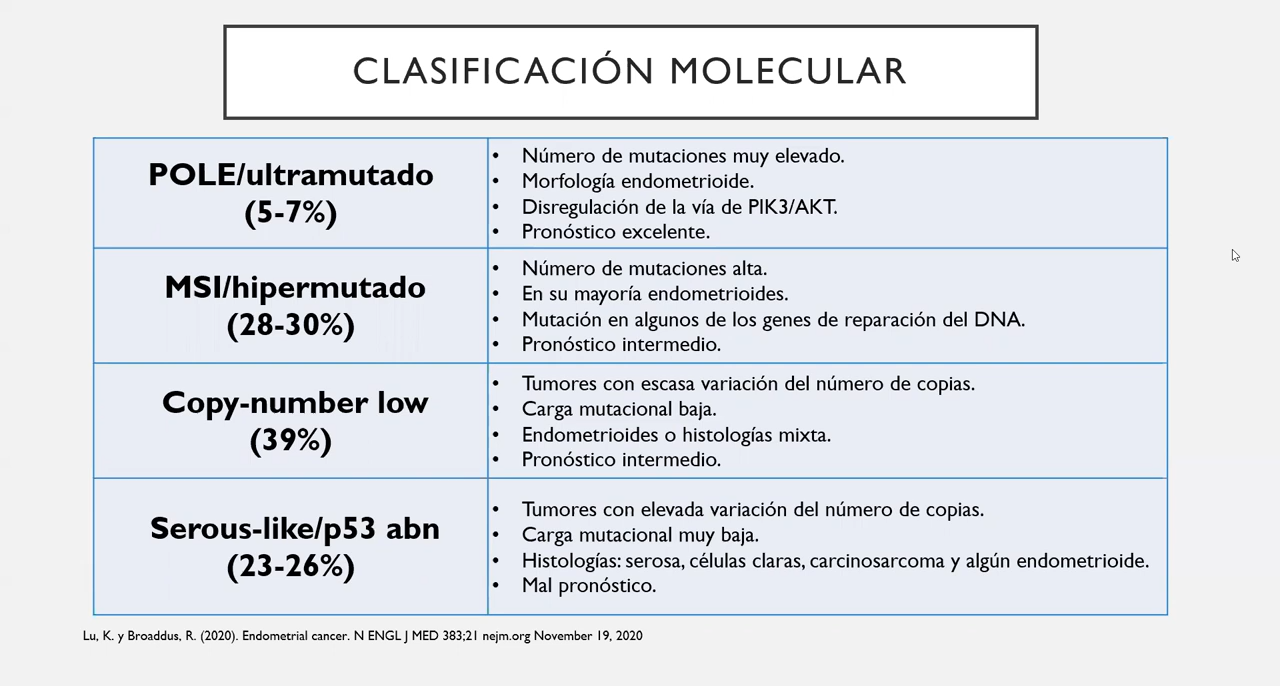 CLASIFICACIÓN MOLECULAR
POLE/ultramutado
(5-7%)
• Número de mutaciones muy elevado.
• Morfología endometrioide.
• Disregulación de la vía de PIK3/AKT.
• Pronóstico excelente.
MSI/hipermutado
(28-30%)
• Número de mutaciones alta.
• En su mayoría endometrioides.
• Mutación en algunos de los genes de reparación del DNA.
• Pronóstico intermedio.
Copy-number low
(39%)
• Tumores con escasa variación del número de copias.
• Carga mutacional baja.
• Endometrioides o histologías mixta.
• Pronóstico intermedio.
Serous-like/p53 abn
(23-26%)
• Tumores con elevada variación del número de copias.
• Carga mutacional muy baja.
• Histologías: serosa, células claras, carcinosarcoma y algún endometrioide.
• Mal pronóstico.
Lu, K. y Broaddus, R. (2020). Endometrial cancer. N ENGL J MED 383;21 nejm.org November 19, 2020